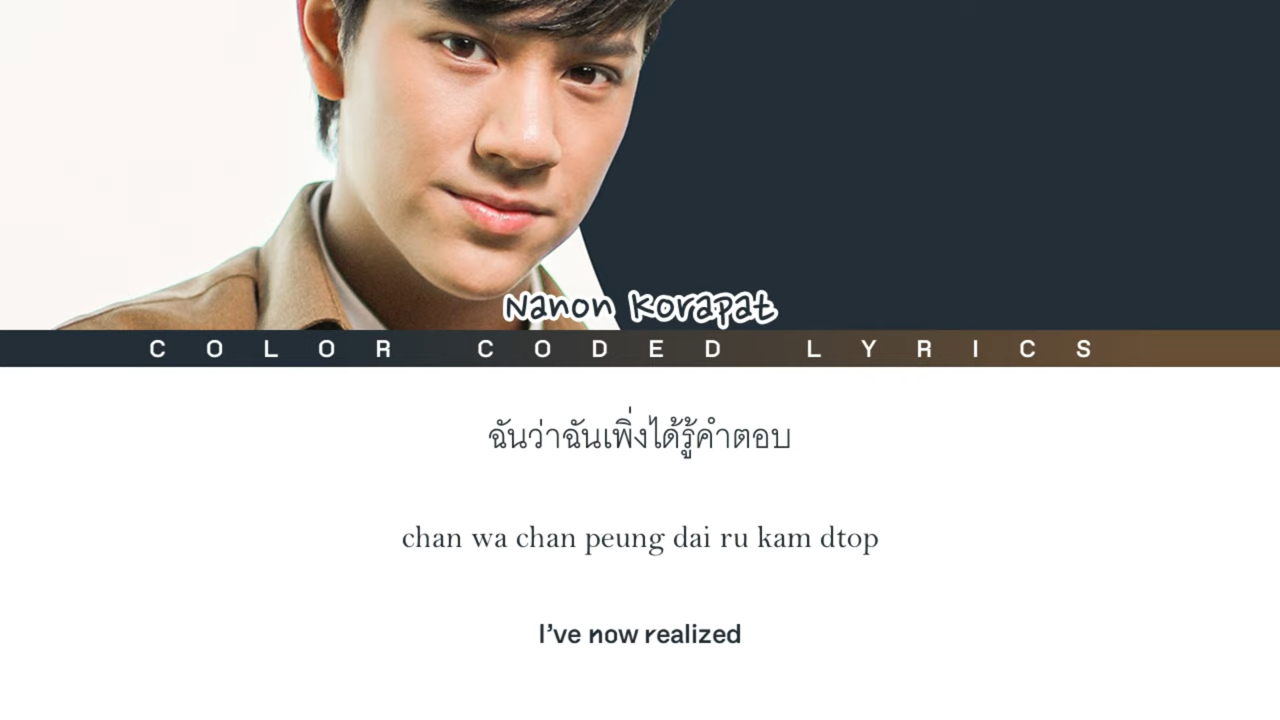 Nanon Korapat
COLOR CODED LYRICS
ฉันว่าฉันเพิ่งได้รู้คำตอบ
chan wa chan peung dai ru kam dtop
I've now realized